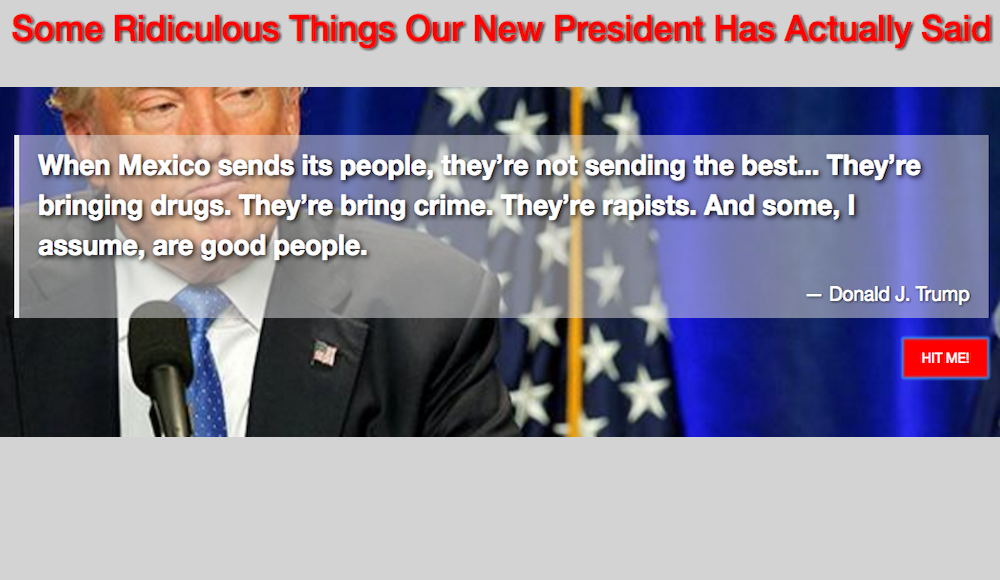 Some Ridiculous Things Our New President Has Actually Said
When Mexico sends its people, they’re not sending the best... They’re
bringing drugs. They’re bring crime. They’re rapists. And some, I
assume, are good people.
— Donald J. Trump
HIT ME!